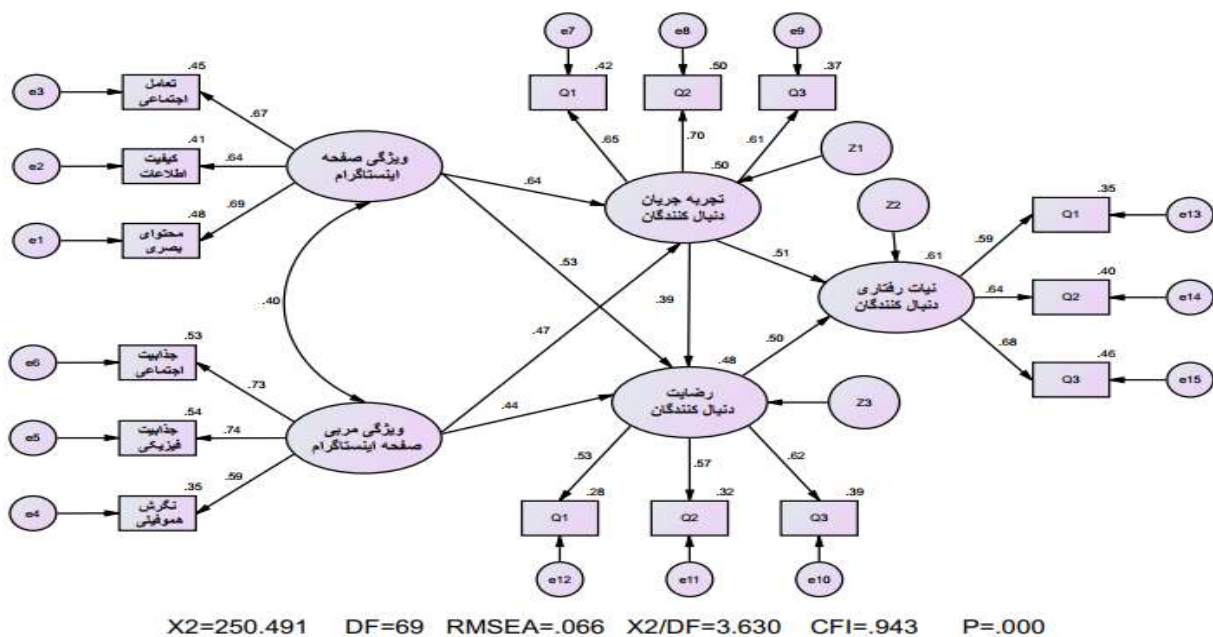 e7
e8
e9
.42
.50
.37
Q1
Q2
Q3
.65
.70
.61
.45
e3
تعامل
اجتماعی
.67
.41
e2
کیفیت
اطلاعات
.64
.48
e1
محتوای
بصری
.69
ویژگی صفحه
اینستاگرام
.64
.50
تجربه جریان
دنبال کنندگان
Z1
Z2
.53
.40
.47
.39
.51
.50
.61
نیات رفتاری
دنبال کنندگان
.35
.59
Q1
e13
.40
.64
Q2
e14
.46
.68
Q3
e15
.53
e6
جذابیت
اجتماعی
.73
.54
e5
جذابیت
فیزیکی
.74
.35
e4
نگرش
هموفیلی
.59
ویژگی مربی
صفحه اینستاگرام
.44
.48
رضایت
دنبال کنندگان
Z3
.53
.57
.62
.28
.32
.39
Q1
Q2
Q3
e12
e11
e10
X2=250.491 DF=69 RMSEA=.066 X2/DF=3.630 CFI=.943 P=.000